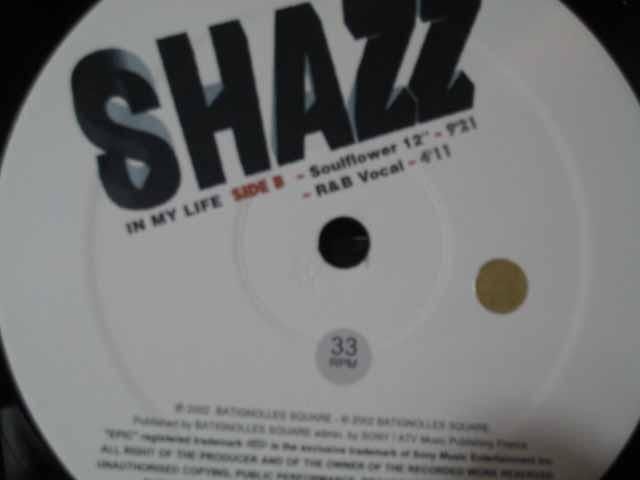 SHAZZ
IN MY LIFE SIDE B - Soulflower 12" - 9'21
- R&B Vocal - 4'11
33
RPM
℗ 2002 BATIGNOLLES SQUARE - © 2002 BATIGNOLLES SQUARE.
Published by BATIGNOLLES SQUARE admin. by SONY / ATV Music Publishing France
"EPIC" registered trademark is the exclusive trademark of Sony Music Entertainment Inc.
ALL RIGHT OF THE PRODUCER AND OF THE OWNER OF THE RECORDED WORK RESERVED.
UNAUTHORISED COPYING, PUBLIC PERFORMANCE,